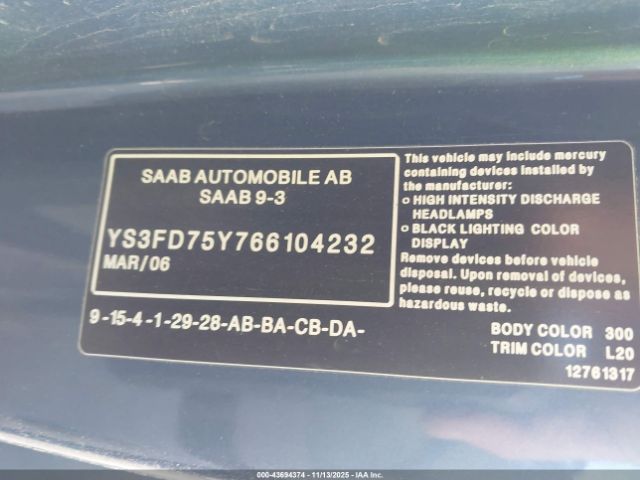 SAAB AUTOMOBILE AB
SAAB 9-3
YS3FD75Y766104232
MAR/06
9-15-4-1-29-28-AB-BA-CB-DA-
This vehicle may include mercury
containing devices installed by
the manufacturer:
o HIGH INTENSITY DISCHARGE
HEADLAMPS
o BLACK LIGHTING COLOR
DISPLAY
Remove devices before vehicle
disposal. Upon removal of devices,
please reuse, recycle or dispose as
hazardous waste.
BODY COLOR 300
TRIM COLOR L20
12761317
000-43694374 | 11/13/2025 | IAAI, Inc.